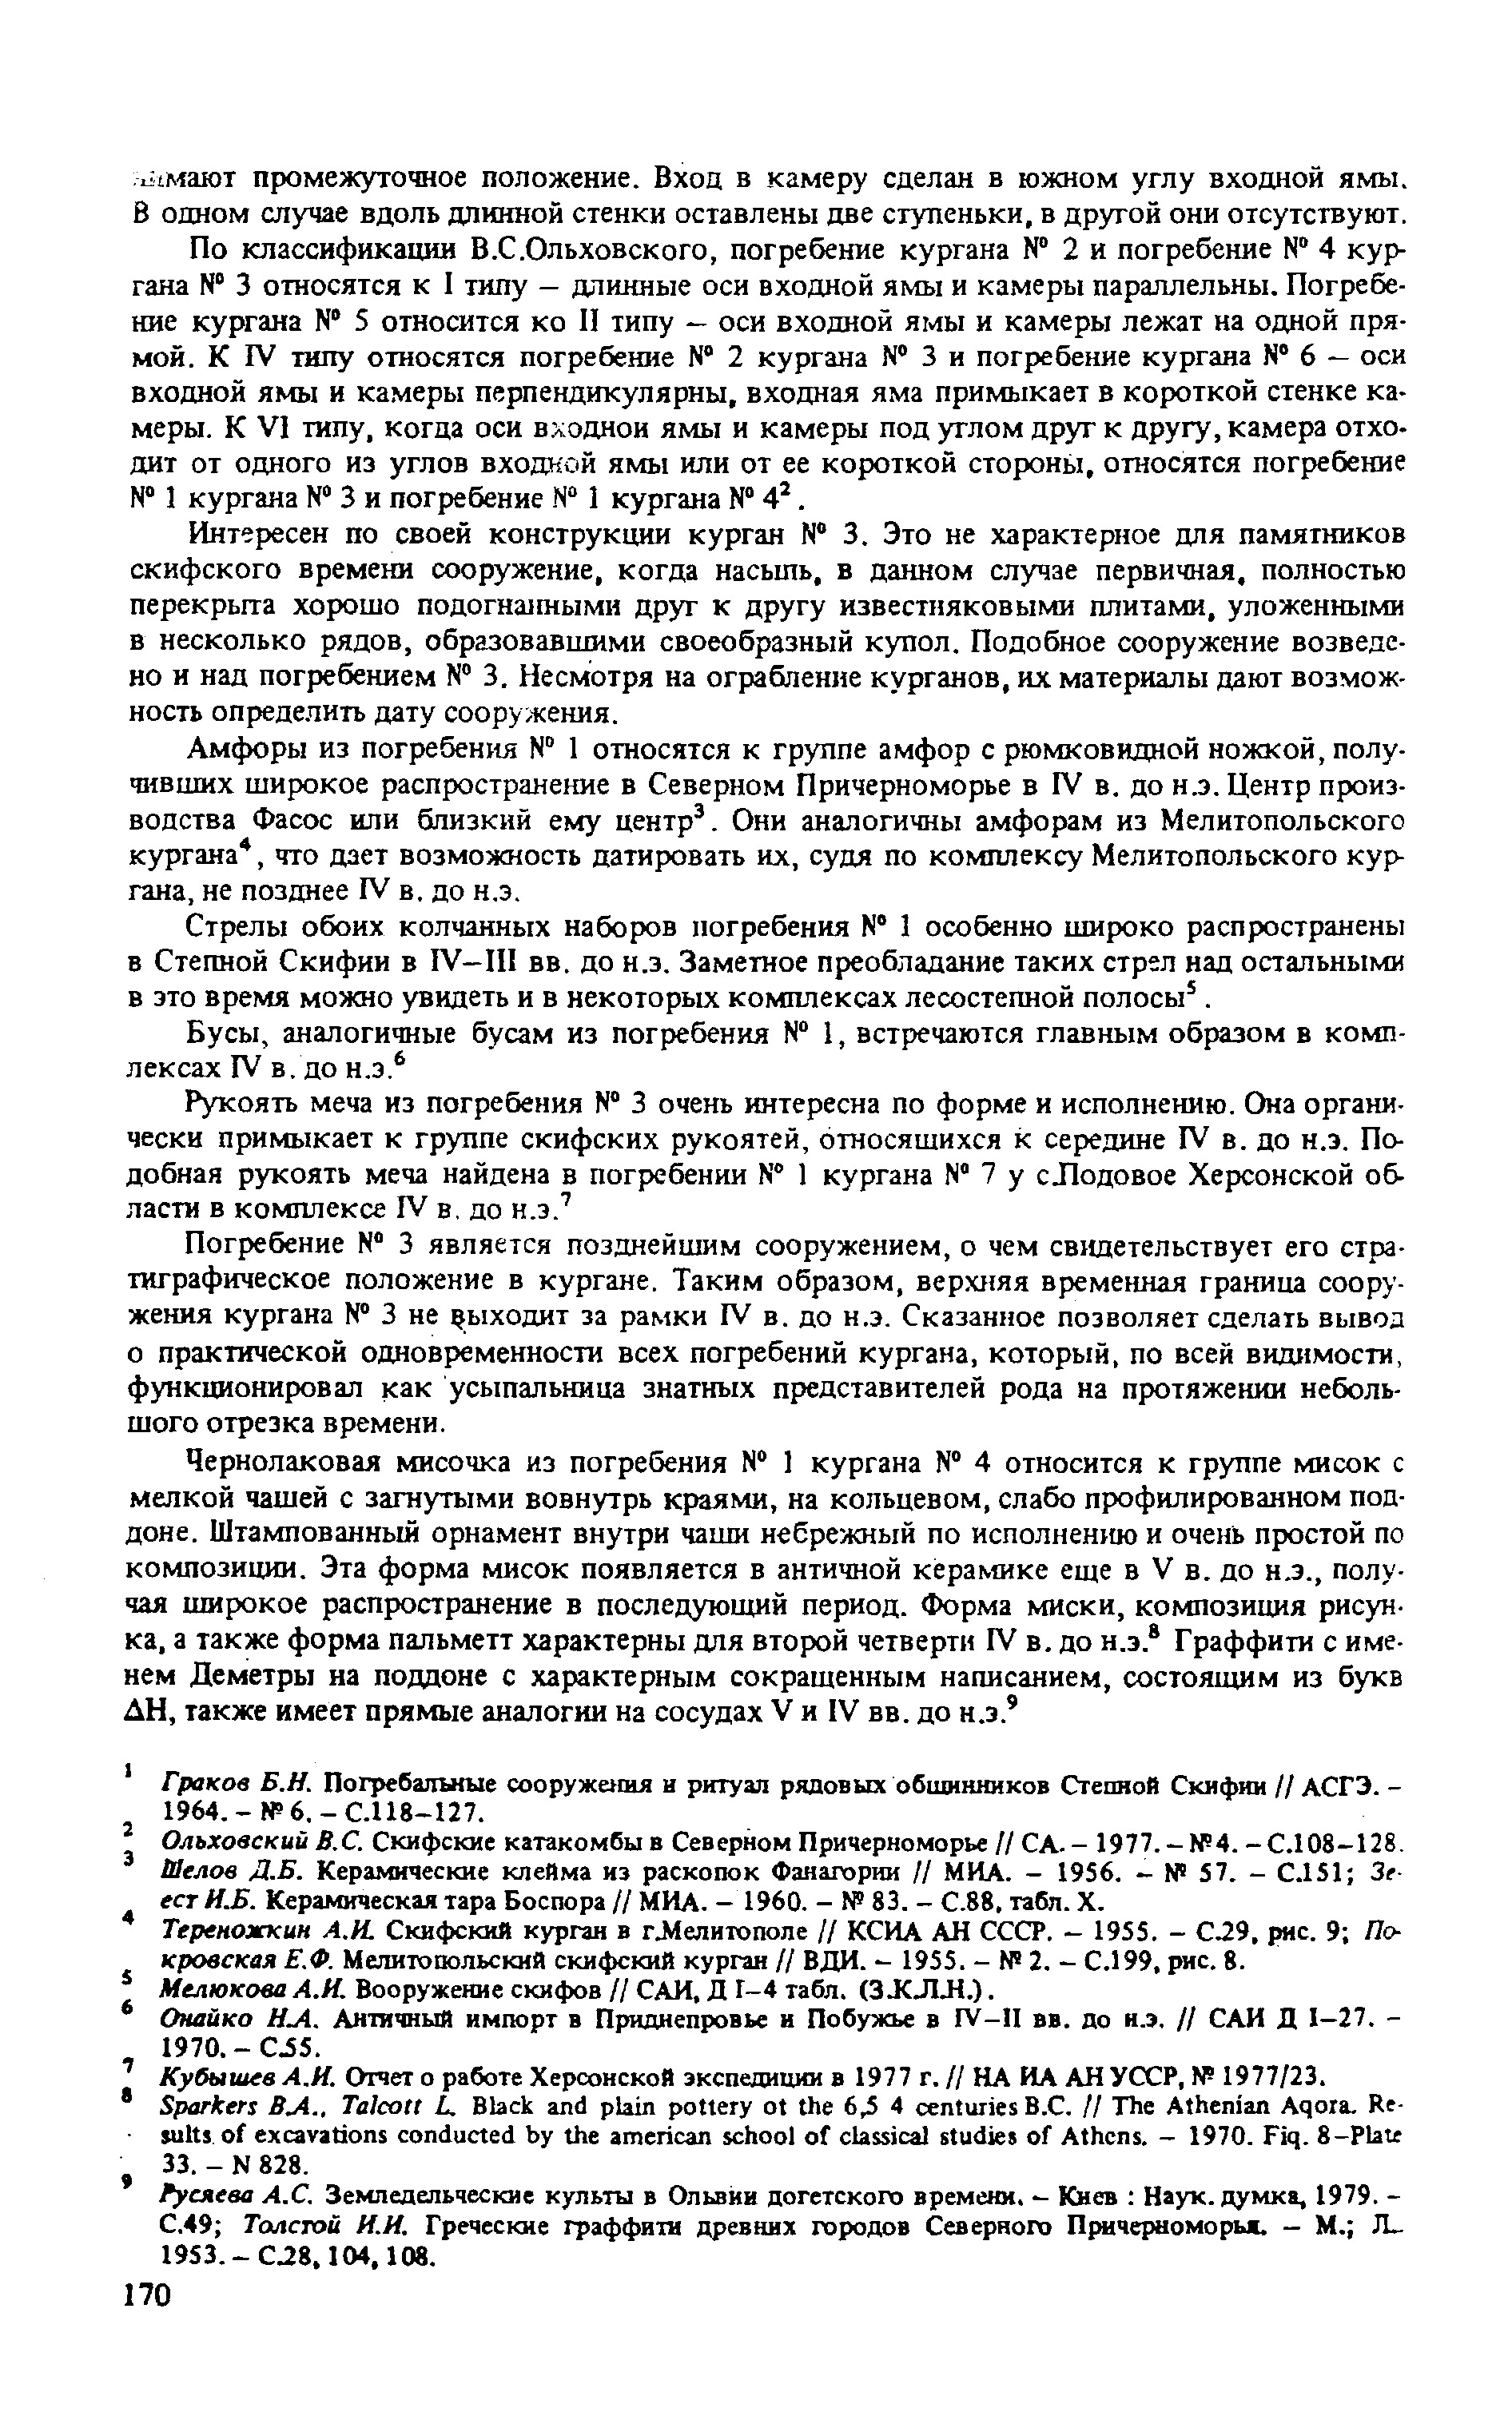 нимают промежуточное положение. Вход в камеру сделан в южном углу входной ямы.
В одном случае вдоль длинной стенки оставлены две ступеньки, в другой они отсутствуют.
По классификации В.С.Ольховского, погребение кургана № 2 и погребение № 4 кур-
гана № 3 относятся к I типу — длинные оси входной ямы и камеры параллельны. Погребе-
ние кургана № 5 относится ко II типу — оси входной ямы и камеры лежат на одной пря-
мой. К IV типу относятся погребение № 2 кургана № 3 и погребение кургана № 6 — оси
входной ямы и камеры перпендикулярны, входная яма примыкает в короткой стенке ка-
меры. К VI типу, когда оси входнои ямы и камеры под углом друг к другу, камера отхо-
дит от одного из углов входной ямы или от ее короткой стороны, относятся погребение
№ 1 кургана № 3 и погребение № 1 кургана № 4².
Интересен по своей конструкции курган № 3. Это не характерное для памятников
скифского времени сооружение, когда насыпь, в данном случае первичная, полностью
перекрыта хорошо подогнанными друг к другу известняковыми плитами, уложенными
в несколько рядов, образовавшими своеобразный купол. Подобное сооружение возведе-
но и над погребением № 3. Несмотря на ограбление курганов, их материалы дают возмож-
ность определить дату сооружения.
Амфоры из погребения № 1 относятся к группе амфор с рюмковидной ножкой, полу-
чивших широкое распространение в Северном Причерноморье в IV в. до н.э. Центр произ-
водства Фасос или близкий ему центр³. Они аналогичны амфорам из Мелитопольского
кургана⁴, что дает возможность датировать их, судя по комплексу Мелитопольского кур-
гана, не позднее IV в. до н.э.
Стрелы обоих колчанных наборов погребения № 1 особенно широко распространены
в Степной Скифии в IV—III вв. до н.э. Заметное преобладание таких стрел над остальными
в это время можно увидеть и в некоторых комплексах лесостепной полосы⁵.
Бусы, аналогичные бусам из погребения № 1, встречаются главным образом в комп-
лексах IV в. до н.э.⁶
Рукоять меча из погребения № 3 очень интересна по форме и исполнению. Она органи-
чески примыкает к группе скифских рукоятей, относящихся к середине IV в. до н.э. По-
добная рукоять меча найдена в погребении № 1 кургана № 7 у с.Лодовое Херсонской об-
ласти в комплексе IV в. до н.э.⁷
Погребение № 3 является позднейшим сооружением, о чем свидетельствует его стра-
тиграфическое положение в кургане. Таким образом, верхняя временная граница соору-
жения кургана № 3 не выходит за рамки IV в. до н.э. Сказанное позволяет сделать вывод
о практической одновременности всех погребений кургана, который, по всей видимости,
функционировал как усыпальница знатных представителей рода на протяжении неболь-
шого отрезка времени.
Чернолаковая мисочка из погребения № 1 кургана № 4 относится к группе мисок с
мелкой чашей с загнутыми вовнутрь краями, на кольцевом, слабо профилированном под-
доне. Штампованный орнамент внутри чаши небрежный по исполнению и очень простой по
композиции. Эта форма мисок появляется в античной керамике еще в V в. до н.э., полу-
чая широкое распространение в последующий период. Форма миски, композиция рисун-
ка, а также форма пальметт характерны для второй четверти IV в. до н.э.⁸ Граффити с име-
нем Деметры на поддоне с характерным сокращенным написанием, состоящим из букв
ΔΗ, также имеет прямые аналогии на сосудах V и IV вв. до н.э.⁹
¹ Граков Б.Н. Погребальные сооружения и ритуал рядовых общинников Степной Скифии // АСГЭ. –
1964. – № 6. – С.118–127.
² Ольховский В.С. Скифские катакомбы в Северном Причерноморье // СА. – 1977. – № 4. – С.108–128.
³ Шелов Д.Б. Керамические клейма из раскопок Фанагории // МИА. – 1956. – № 57. – С.151; Зе-
ест И.Б. Керамическая тара Боспора // МИА. – 1960. – № 83. – С.88, табл. X.
⁴ Тереножкин А.И. Скифский курган в г.Мелитополе // КСИА АН СССР. – 1955. – С.29, рис. 9; По-
кровская Е.Ф. Мелитопольский скифский курган // ВДИ. – 1955. – № 2. – С.199, рис. 8.
⁵ Мелюкова А.И. Вооружение скифов // САИ, Д I–4 табл. (З.К.Л.Н.).
⁶ Онайко Н.А. Античный импорт в Приднепровье и Побужье в IV–II вв. до н.э. // САИ Д I–27. –
1970. – С.55.
⁷ Кубышев А.И. Отчет о работе Херсонской экспедиции в 1977 г. // НА ИА АН УССР, № 1977/23.
⁸ Sparkers B.A., Talcott L. Black and plain pottery ot the 6,5 4 centuries B.C. // The Athenian Aqora. Re-
sults of excavations conducted by the american school of classical studies of Athens. – 1970. Fiq. 8–Plate
33. – N 828.
⁹ Русяева А.С. Земледельческие культы в Ольвии догетского времени. – Киев : Наук. думка, 1979. –
С.49; Толстой И.И. Греческие граффити древних городов Северного Причерноморья. – М.; Л.
1953. – С.28, 104, 108.
170